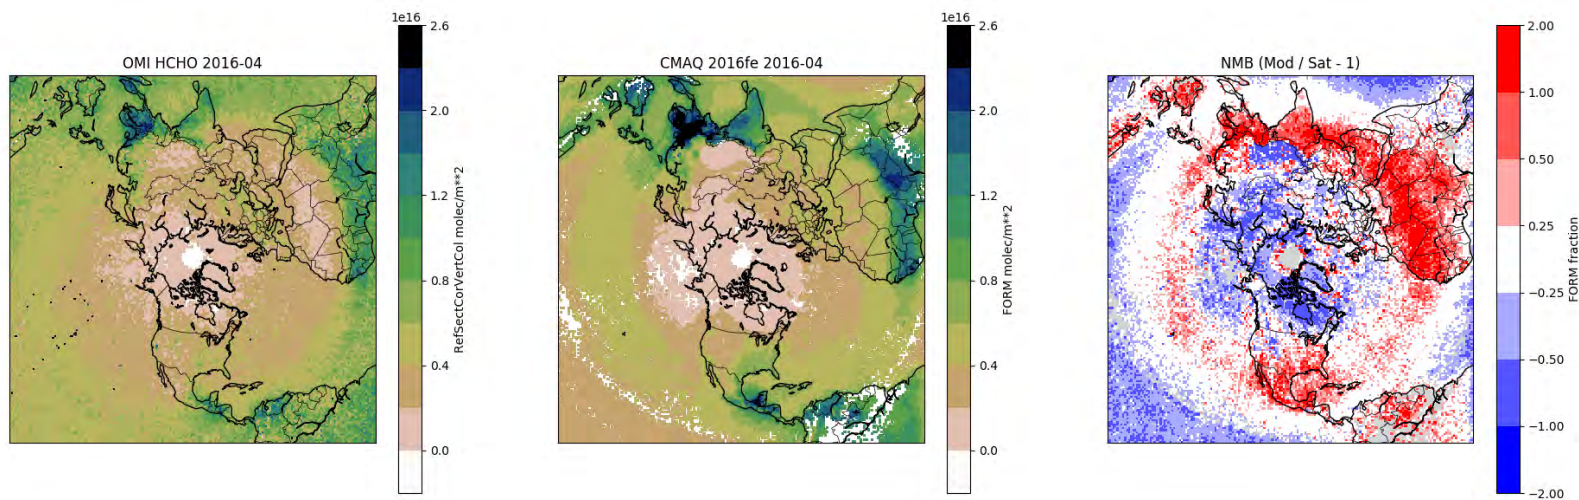 OMI HCHO 2016-04
1e16
2.6
2.0
1.2
0.8
0.4
0.0
RefSectCorVertCol molec/m**2
CMAQ 2016fe 2016-04
1e16
2.6
2.0
1.2
0.8
0.4
0.0
FORM molec/m**2
NMB (Mod / Sat - 1)
2.00
1.00
0.50
0.25
−0.25
−0.50
−1.00
−2.00
FORM fraction